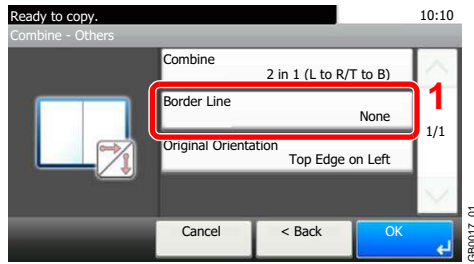 Ready to copy. 10:10
Combine - Others
Combine
2 in 1 (L to R/T to B)
Border Line
None
1
1/1
Original Orientation
Top Edge on Left
Cancel < Back OK
GB0017_01